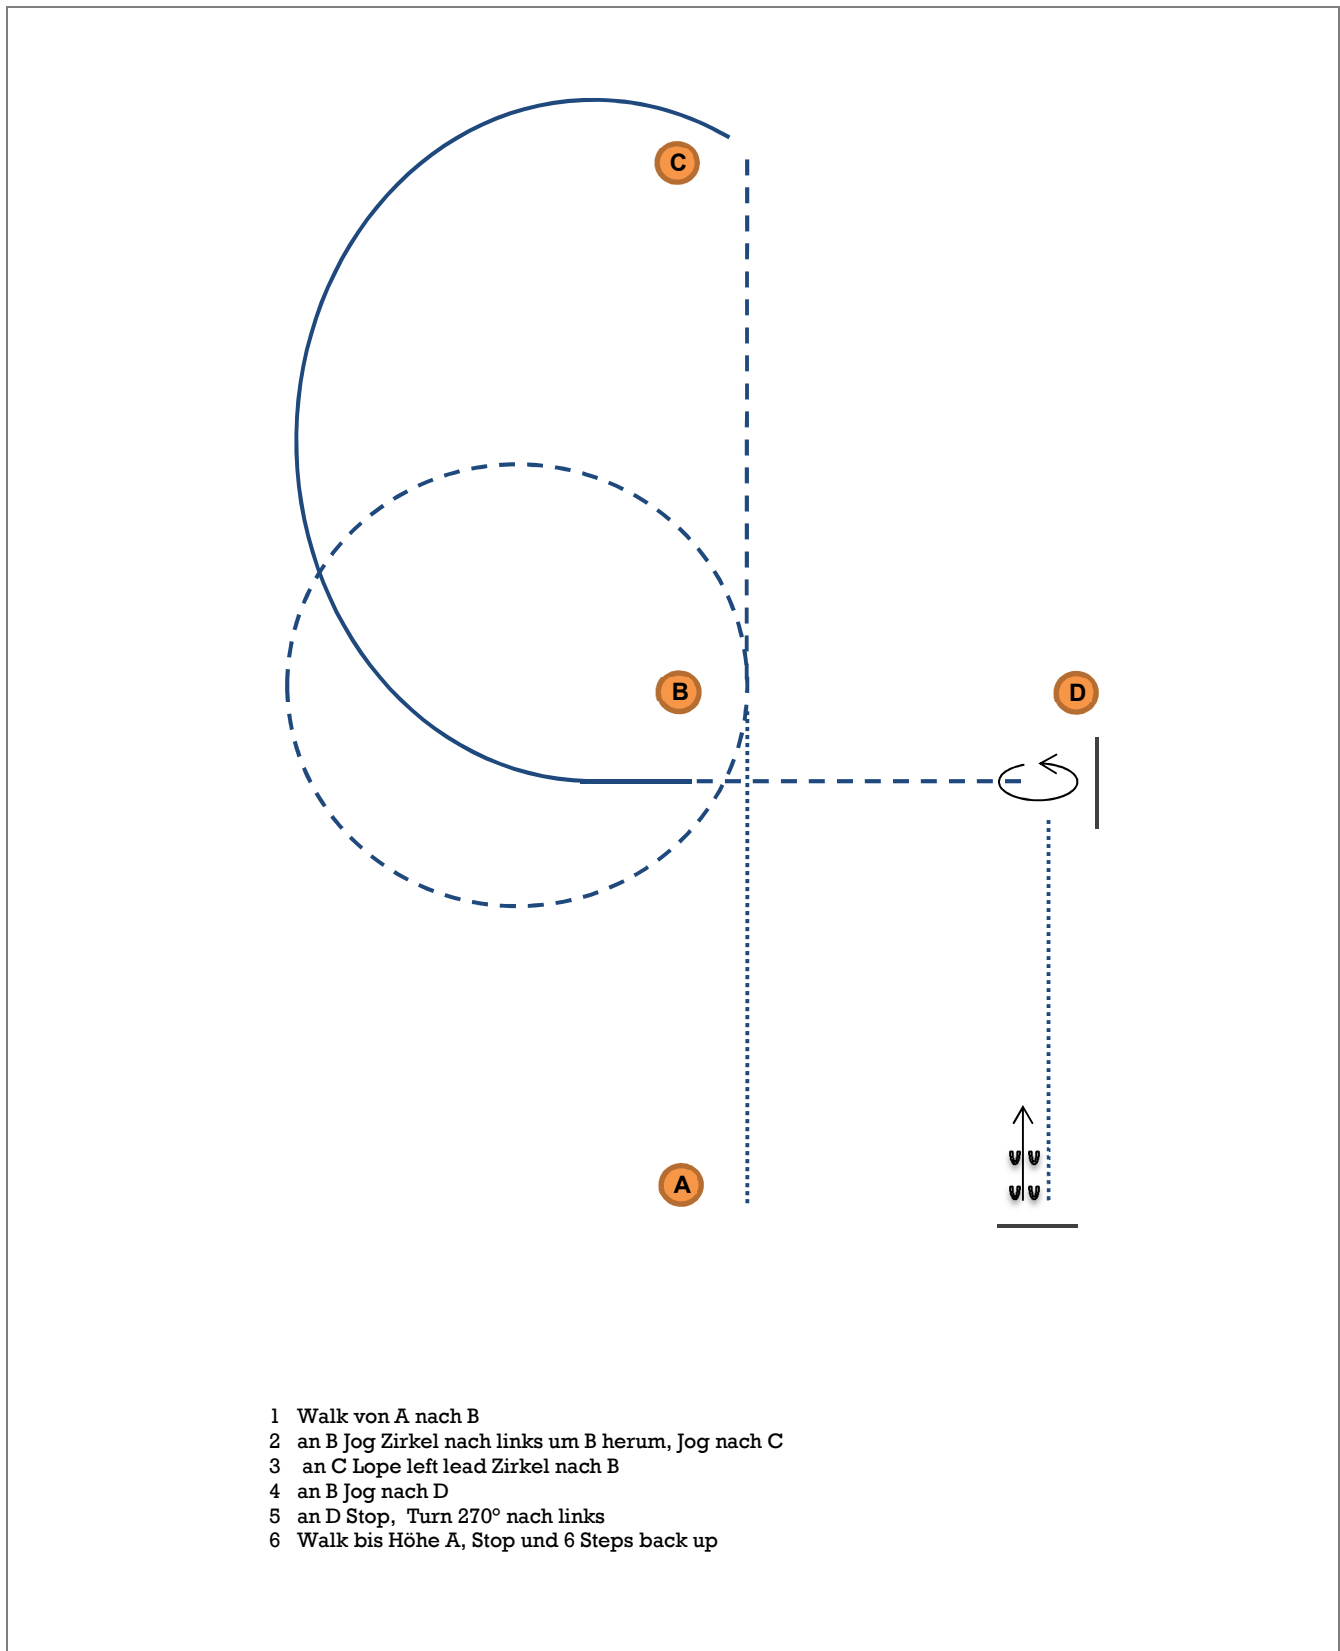 C
B
D
A
1 Walk von A nach B
2 an B Jog Zirkel nach links um B herum, Jog nach C
3 an C Lope left lead Zirkel nach B
4 an B Jog nach D
5 an D Stop, Turn 270° nach links
6 Walk bis Höhe A, Stop und 6 Steps back up